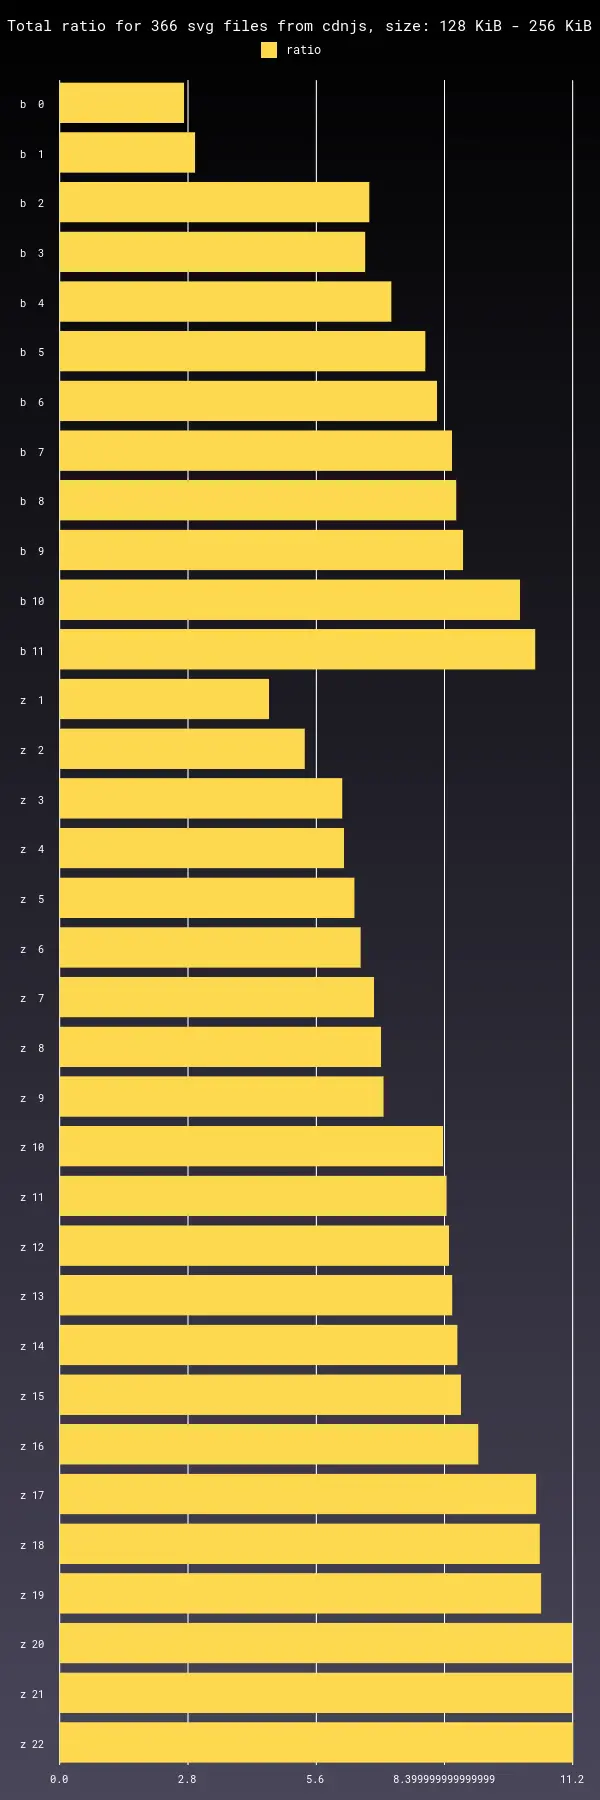 Total ratio for 366 svg files from cdnjs, size: 128 KiB - 256 KiB
ratio
b 0
b 1
b 2
b 3
b 4
b 5
b 6
b 7
b 8
b 9
b 10
b 11
z 1
z 2
z 3
z 4
z 5
z 6
z 7
z 8
z 9
z 10
z 11
z 12
z 13
z 14
z 15
z 16
z 17
z 18
z 19
z 20
z 21
z 22
0.0 2.8 5.6 8.399999999999999 11.2